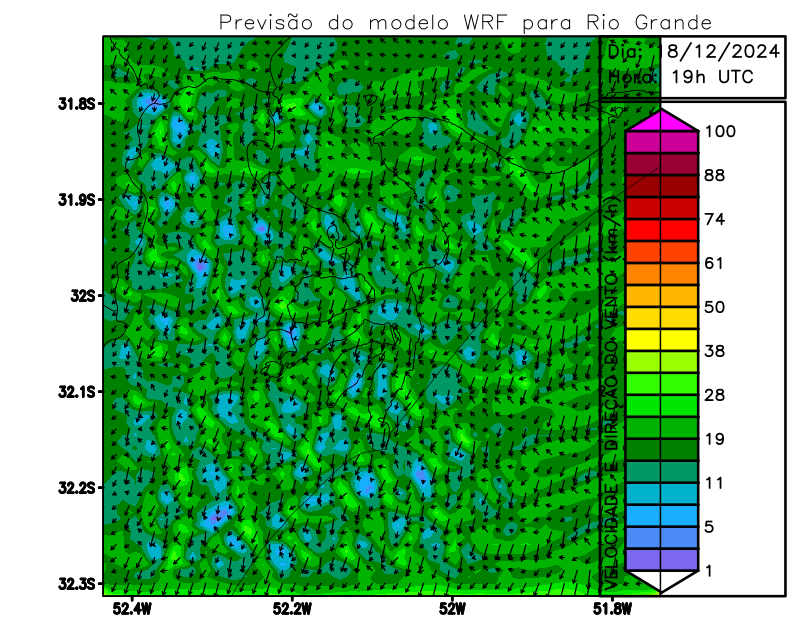 Previsão do modelo WRF para Rio Grande
Dia: 18/12/2024
Hora: 19h UTC
31.8S
31.9S
32S
32.1S
32.2S
32.3S
52.4W
52.2W
52W
51.8W
VELOCIDADE E DIREÇÃO DO VENTO (km/h)
100
88
74
61
50
38
28
19
11
5
1